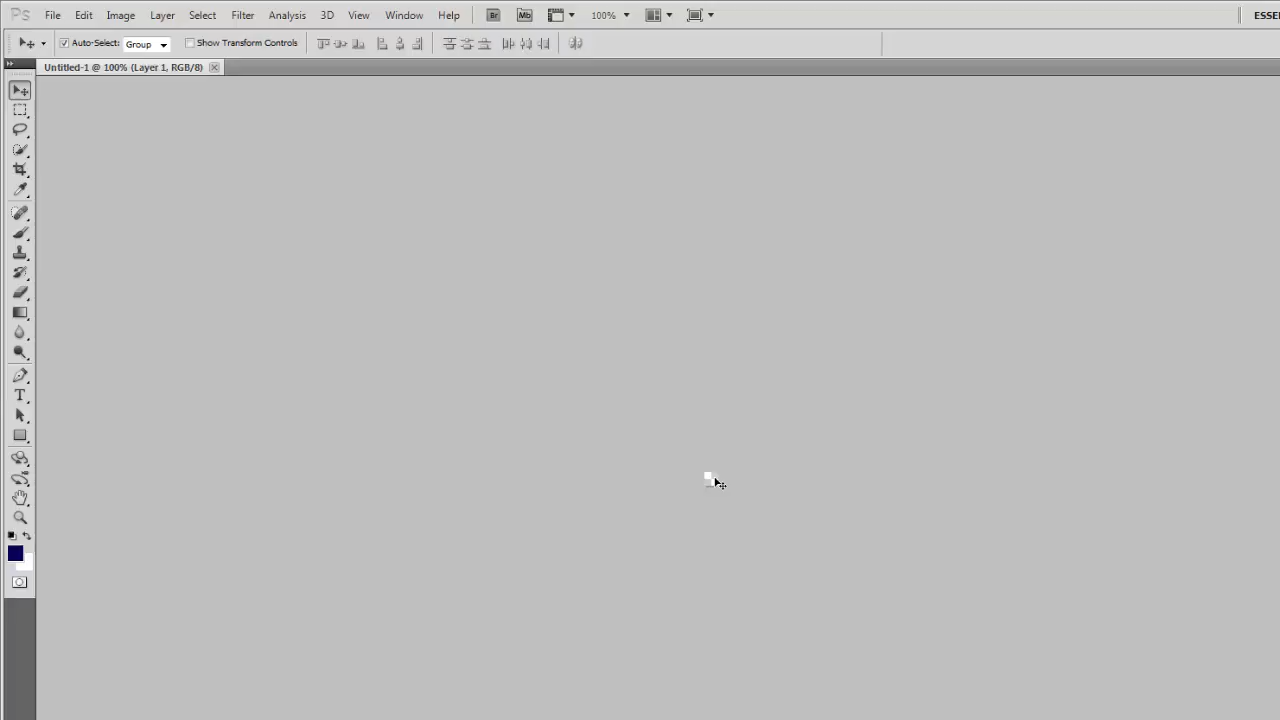 Ps File Edit Image Layer Select Filter Analysis 3D View Window Help Br Mb 100% ESSE
Auto-Select: Group Show Transform Controls
Untitled-1 @ 100% (Layer 1, RGB/8)
T